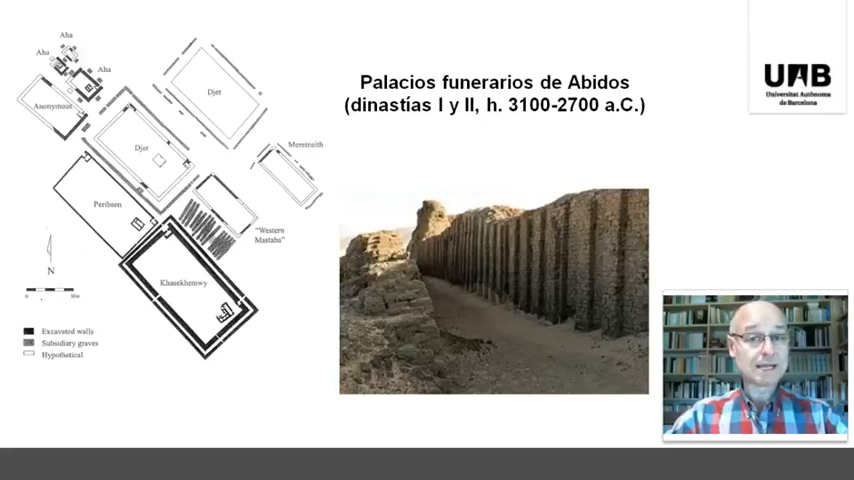 Palacios funerarios de Abidos
(dinastías I y II, h. 3100-2700 a.C.)
UAB
Universitat Autònoma
de Barcelona
Aha
Aha
Aha
Anonymous
Djet
Djer
Merenneith
Peribsen
"Western
Mastaba"
Khasekhemwy
N
Excavated walls
Subsidiary graves
Hypothetical